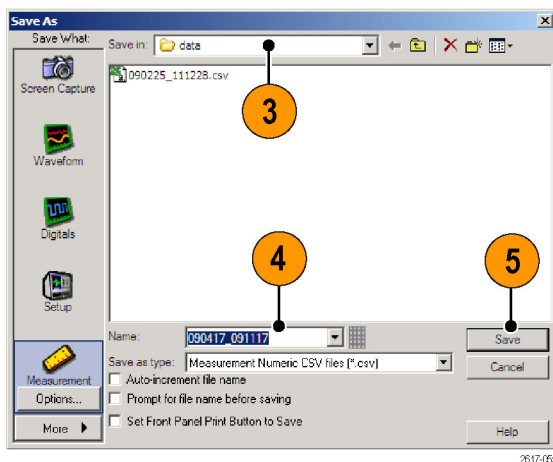 Save As
Save What:
Save in: data
090225_111228.csv
Screen Capture
3
Waveform
Digitals
4
5
Setup
Name: 090417_091117
Save
Save as type: Measurement Numeric CSV files (*.csv)
Cancel
Measurement
Auto-increment file name
Options...
Prompt for file name before saving
Set Front Panel Print Button to Save
More
Help